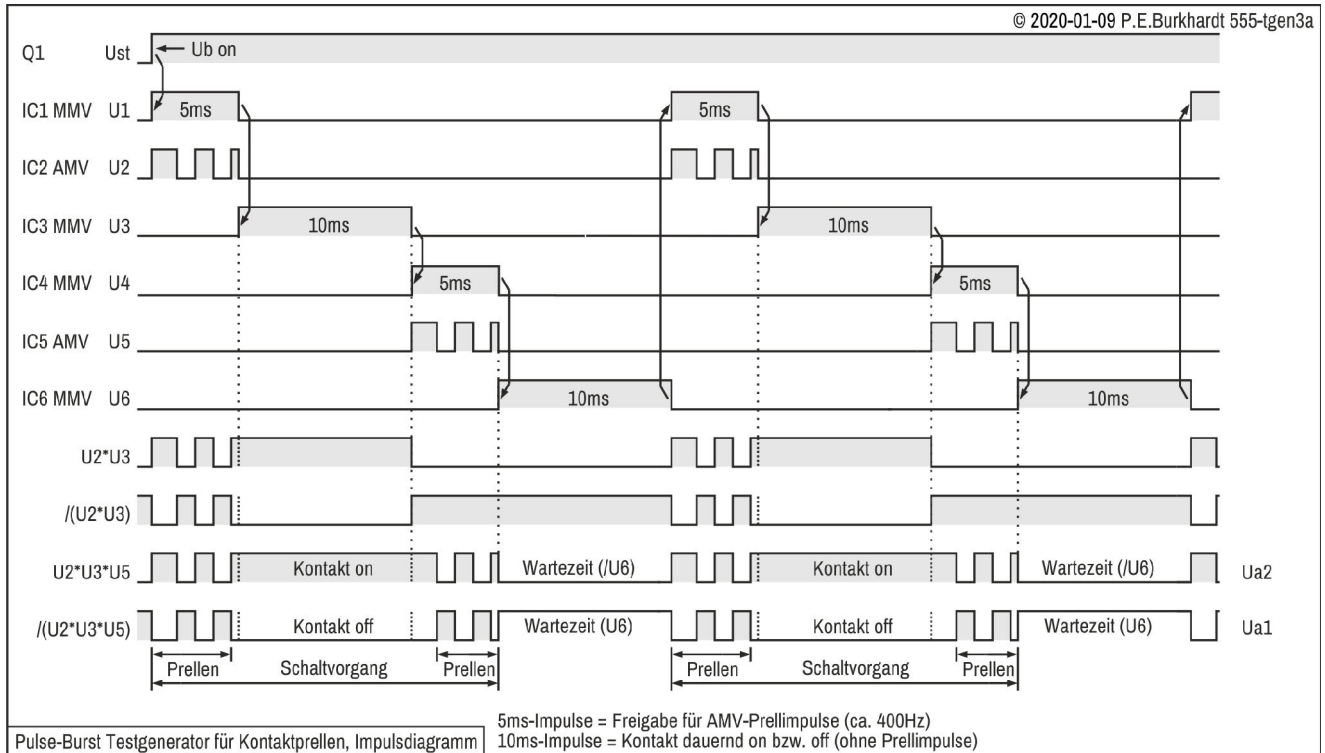 © 2020-01-09 P.E.Burkhardt 555-tgen3a
Q1 Ust Ub on
IC1 MMV U1 5ms 5ms
IC2 AMV U2
IC3 MMV U3 10ms 10ms
IC4 MMV U4 5ms 5ms
IC5 AMV U5
IC6 MMV U6 10ms 10ms
U2*U3
/(U2*U3)
U2*U3*U5 Kontakt on Wartezeit (/U6) Kontakt on Wartezeit (/U6) Ua2
/(U2*U3*U5) Kontakt off Wartezeit (U6) Kontakt off Wartezeit (U6) Ua1
Prellen Schaltvorgang Prellen Prellen Schaltvorgang Prellen
5ms-Impulse = Freigabe für AMV-Prellimpulse (ca. 400Hz)
Pulse-Burst Testgenerator für Kontaktprellen, Impulsdiagramm
10ms-Impulse = Kontakt dauernd on bzw. off (ohne Prellimpulse)